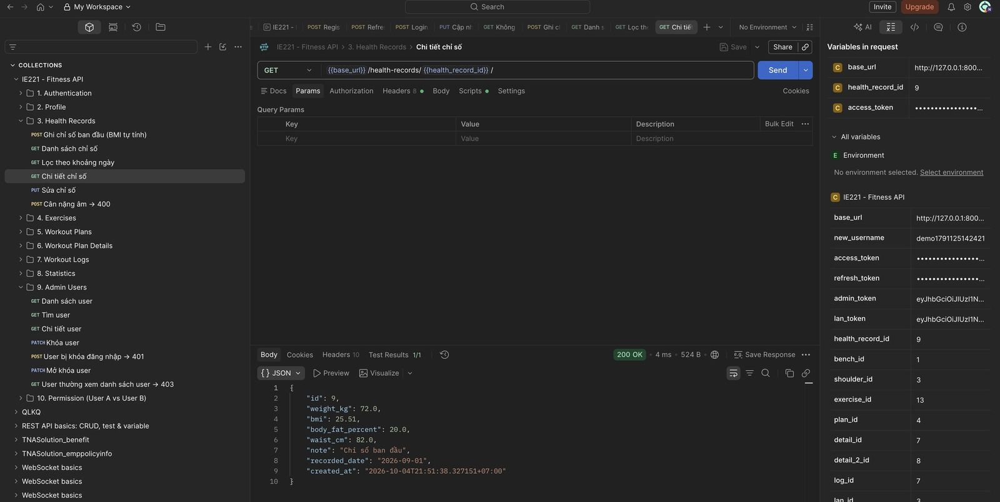 My Workspace
Search
Invite
Upgrade
IE221 -
POST Regis
POST Refre
POST Login
PUT Cập n
GET Không
POST Ghi c
GET Danh s
GET Lọc th
GET Chi tiế
No Environment
AI
IE221 - Fitness API > 3. Health Records > Chi tiết chỉ số
Save
Share
Variables in request
COLLECTIONS
IE221 - Fitness API
1. Authentication
2. Profile
3. Health Records
POST Ghi chỉ số ban đầu (BMI tự tính)
GET Danh sách chỉ số
GET Lọc theo khoảng ngày
GET Chi tiết chỉ số
PUT Sửa chỉ số
POST Cân nặng âm → 400
4. Exercises
5. Workout Plans
6. Workout Plan Details
7. Workout Logs
8. Statistics
9. Admin Users
GET Danh sách user
GET Tìm user
GET Chi tiết user
PATCH Khóa user
POST User bị khóa đăng nhập → 401
PATCH Mở khóa user
GET User thường xem danh sách user → 403
10. Permission (User A vs User B)
QLKQ
REST API basics: CRUD, test & variable
TNASolution_benefit
TNASolution_emppolicyinfo
WebSocket basics
WebSocket basics
WebSocket basics
HTTP
GET
{{base_url}} /health-records/ {{health_record_id}} /
Send
Docs
Params
Authorization
Headers 8
Body
Scripts
Settings
Cookies
Query Params
Key
Value
Description
Bulk Edit
Key
Value
Description
Body
Cookies
Headers 10
Test Results 1/1
200 OK
4 ms
524 B
e.g. Save Response
{} JSON
Preview
Visualize
1 {
2 "id": 9,
3 "weight_kg": 72.0,
4 "bmi": 25.51,
5 "body_fat_percent": 20.0,
6 "waist_cm": 82.0,
7 "note": "Chỉ số ban đầu",
8 "recorded_date": "2026-09-01",
9 "created_at": "2026-10-04T21:51:38.327151+07:00"
10 }
C base_url http://127.0.0.1:800...
C health_record_id 9
C access_token ••••••••••••••••...
All variables
E Environment
No environment selected. Select environment
C IE221 - Fitness API
base_url http://127.0.0.1:800...
new_username demo1791125142421
access_token ••••••••••••••••...
refresh_token ••••••••••••••••...
admin_token eyJhbGciOiJIUzI1N...
lan_token eyJhbGciOiJIUzI1N...
health_record_id 9
bench_id 1
shoulder_id 3
exercise_id 13
plan_id 4
detail_id 7
detail_2_id 8
log_id 7
lan_id 3